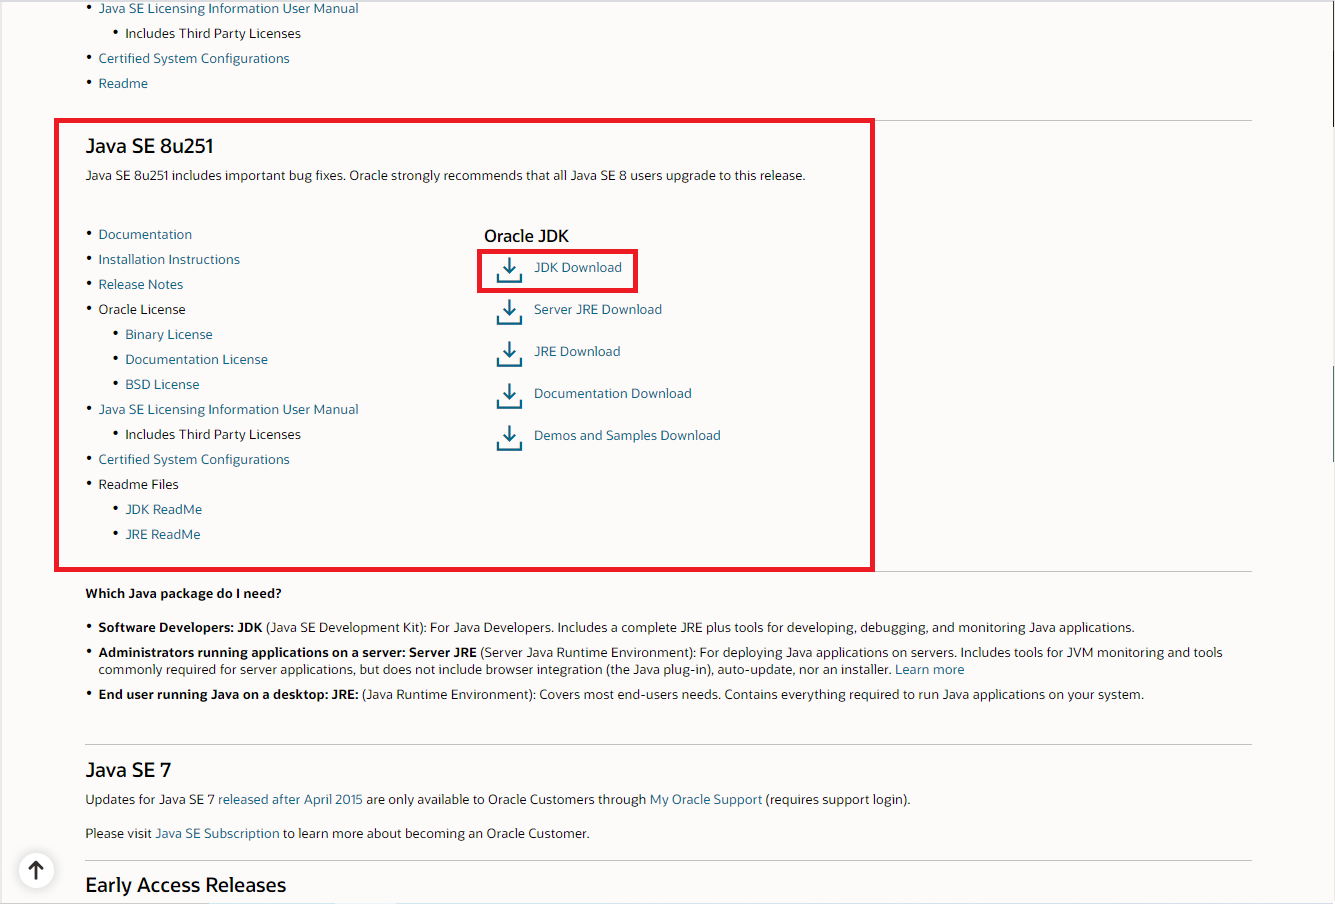 Java SE Licensing Information User Manual
Includes Third Party Licenses
Certified System Configurations
Readme
Java SE 8u251
Java SE 8u251 includes important bug fixes. Oracle strongly recommends that all Java SE 8 users upgrade to this release.
Documentation
Installation Instructions
Release Notes
Oracle License
Binary License
Documentation License
BSD License
Java SE Licensing Information User Manual
Includes Third Party Licenses
Certified System Configurations
Readme Files
JDK ReadMe
JRE ReadMe
Oracle JDK
JDK Download
Server JRE Download
JRE Download
Documentation Download
Demos and Samples Download
Which Java package do I need?
Software Developers: JDK (Java SE Development Kit): For Java Developers. Includes a complete JRE plus tools for developing, debugging, and monitoring Java applications.
Administrators running applications on a server: Server JRE (Server Java Runtime Environment): For deploying Java applications on servers. Includes tools for JVM monitoring and tools
commonly required for server applications, but does not include browser integration (the Java plug-in), auto-update, nor an installer. Learn more
End user running Java on a desktop: JRE: (Java Runtime Environment): Covers most end-users needs. Contains everything required to run Java applications on your system.
Java SE 7
Updates for Java SE 7 released after April 2015 are only available to Oracle Customers through My Oracle Support (requires support login).
Please visit Java SE Subscription to learn more about becoming an Oracle Customer.
Early Access Releases